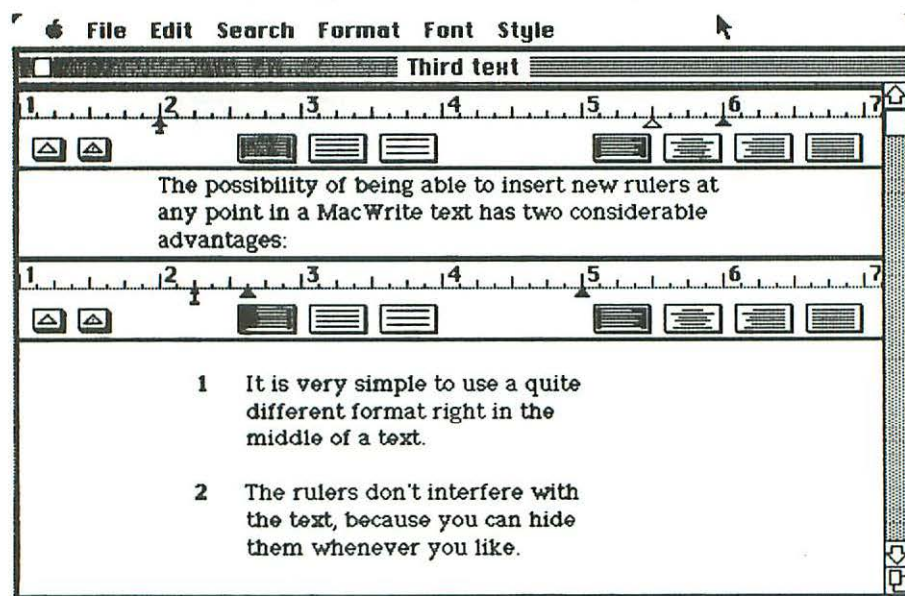 File Edit Search Format Font Style
Third text
1 2 3 4 5 6 7
The possibility of being able to insert new rulers at
any point in a MacWrite text has two considerable
advantages:
1 2 3 4 5 6 7
1 It is very simple to use a quite
different format right in the
middle of a text.
2 The rulers don't interfere with
the text, because you can hide
them whenever you like.